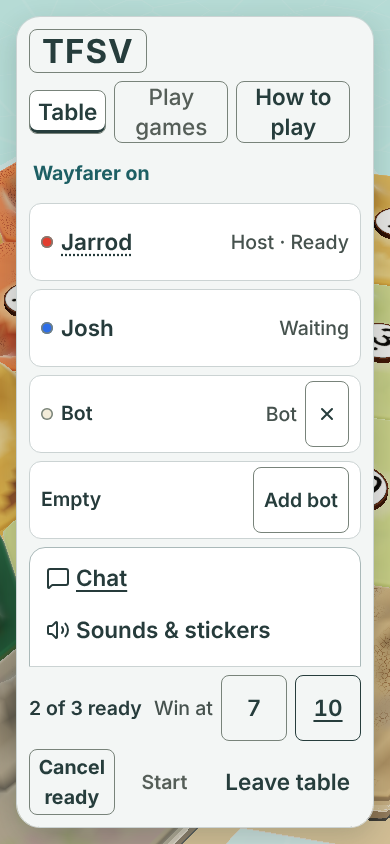 TFSV
Table
Play
games
How to
play
Wayfarer on
Jarrod
Host · Ready
Josh
Waiting
Bot
Bot
×
Empty
Add bot
Chat
Sounds & stickers
2 of 3 ready
Win at
7
10
Cancel
ready
Start
Leave table